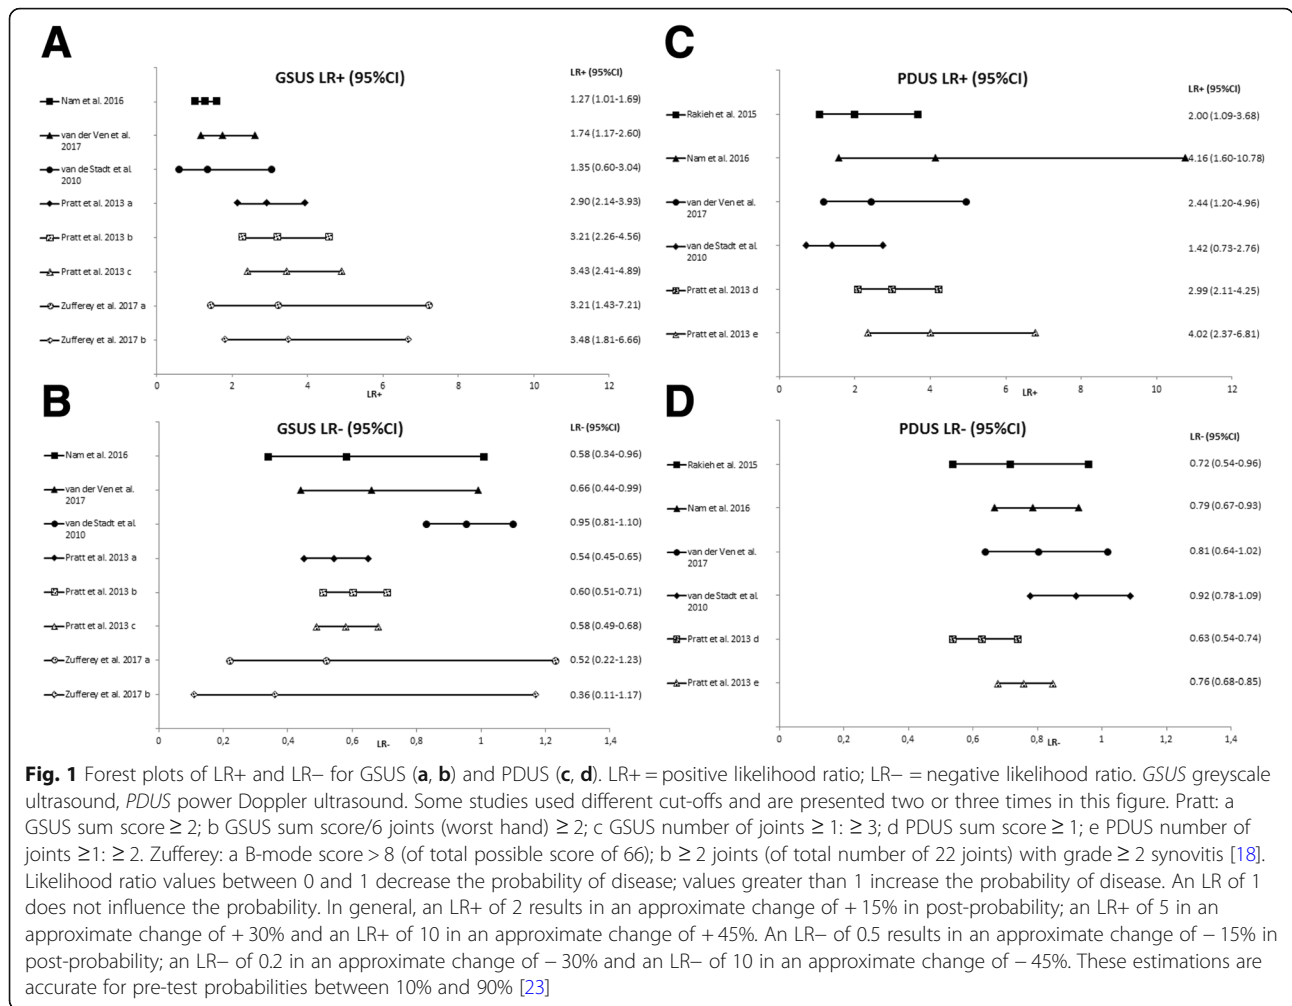 A
GSUS LR+ (95%CI)
LR+ (95%CI)
Nam et al. 2016
1.27 (1.01-1.69)
van der Ven et al.
2017
1.74 (1.17-2.60)
van de Stadt et al.
2010
1.35 (0.60-3.04)
Pratt et al. 2013 a
2.90 (2.14-3.93)
Pratt et al. 2013 b
3.21 (2.26-4.56)
Pratt et al. 2013 c
3.43 (2.41-4.89)
Zufferey et al. 2017 a
3.21 (1.43-7.21)
Zufferey et al. 2017 b
3.48 (1.81-6.66)
0 2 4 6 8 10 12
LR+
B
GSUS LR- (95%CI)
LR- (95%CI)
Nam et al. 2016
0.58 (0.34-0.96)
van der Ven et al.
2017
0.66 (0.44-0.99)
van de Stadt et al.
2010
0.95 (0.81-1.10)
Pratt et al. 2013 a
0.54 (0.45-0.65)
Pratt et al. 2013 b
0.60 (0.51-0.71)
Pratt et al. 2013 c
0.58 (0.49-0.68)
Zufferey et al. 2017 a
0.52 (0.22-1.23)
Zufferey et al. 2017 b
0.36 (0.11-1.17)
0 0,2 0,4 0,6 0,8 1 1,2 1,4
LR-
C
PDUS LR+ (95%CI)
LR+ (95%CI)
Rakieh et al. 2015
2.00 (1.09-3.68)
Nam et al. 2016
4.16 (1.60-10.78)
van der Ven et al.
2017
2.44 (1.20-4.96)
van de Stadt et al.
2010
1.42 (0.73-2.76)
Pratt et al. 2013 d
2.99 (2.11-4.25)
Pratt et al. 2013 e
4.02 (2.37-6.81)
0 2 4 6 8 10 12
LR+
D
PDUS LR- (95%CI)
LR- (95%CI)
Rakieh et al. 2015
0.72 (0.54-0.96)
Nam et al. 2016
0.79 (0.67-0.93)
van der Ven et al.
2017
0.81 (0.64-1.02)
van de Stadt et al.
2010
0.92 (0.78-1.09)
Pratt et al. 2013 d
0.63 (0.54-0.74)
Pratt et al. 2013 e
0.76 (0.68-0.85)
0 0,2 0,4 0,6 0,8 1 1,2 1,4
LR-
Fig. 1 Forest plots of LR+ and LR− for GSUS (a, b) and PDUS (c, d). LR+ = positive likelihood ratio; LR− = negative likelihood ratio. GSUS greyscale
ultrasound, PDUS power Doppler ultrasound. Some studies used different cut-offs and are presented two or three times in this figure. Pratt: a
GSUS sum score ≥ 2; b GSUS sum score/6 joints (worst hand) ≥ 2; c GSUS number of joints ≥ 1: ≥ 3; d PDUS sum score ≥ 1; e PDUS number of
joints ≥1: ≥ 2. Zufferey: a B-mode score > 8 (of total possible score of 66); b ≥ 2 joints (of total number of 22 joints) with grade ≥ 2 synovitis [18].
Likelihood ratio values between 0 and 1 decrease the probability of disease; values greater than 1 increase the probability of disease. An LR of 1
does not influence the probability. In general, an LR+ of 2 results in an approximate change of + 15% in post-probability; an LR+ of 5 in an
approximate change of + 30% and an LR+ of 10 in an approximate change of + 45%. An LR− of 0.5 results in an approximate change of − 15% in
post-probability; an LR− of 0.2 in an approximate change of − 30% and an LR− of 10 in an approximate change of − 45%. These estimations are
accurate for pre-test probabilities between 10% and 90% [23]